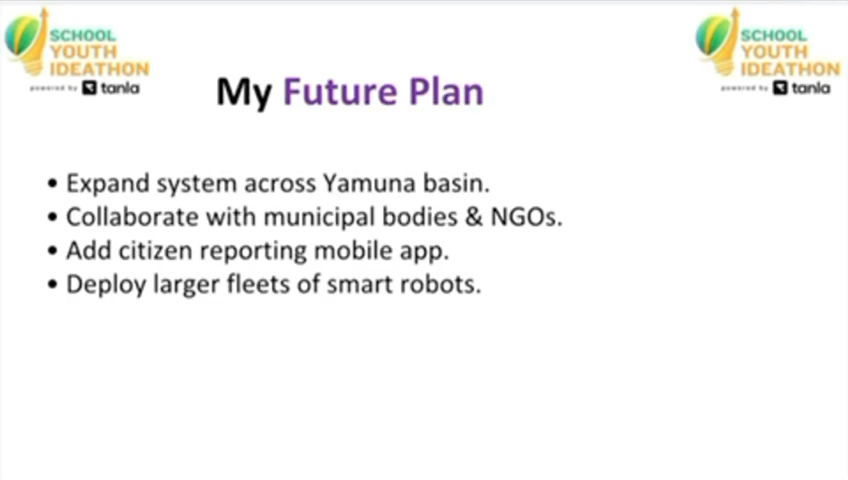 SCHOOL
YOUTH
IDEATHON
powered by tanla
SCHOOL
YOUTH
IDEATHON
powered by tanla
My Future Plan
• Expand system across Yamuna basin.
• Collaborate with municipal bodies & NGOs.
• Add citizen reporting mobile app.
• Deploy larger fleets of smart robots.